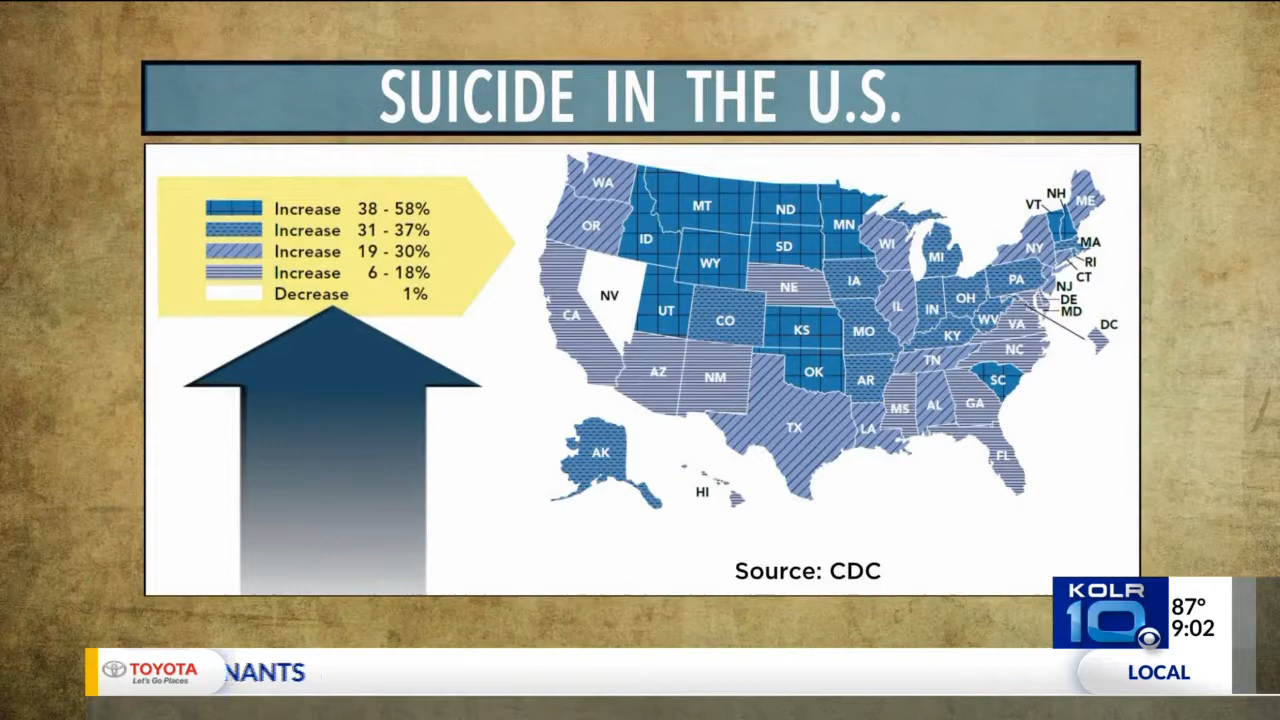 SUICIDE IN THE U.S.
Increase 38 - 58%
Increase 31 - 37%
Increase 19 - 30%
Increase 6 - 18%
Decrease 1%
WA
MT
ND
MN
VT
NH
ME
OR
ID
SD
WI
MI
NY
MA
RI
CT
WY
NV
NE
IA
PA
NJ
DE
MD
DC
UT
CO
IL
IN
OH
CA
KS
MO
KY
WV
VA
NC
AZ
NM
OK
AR
TN
SC
MS
AL
GA
TX
LA
FL
AK
HI
Source: CDC
KOLR
10
87°
9:02
TOYOTA
Let's Go Places
NANTS
LOCAL